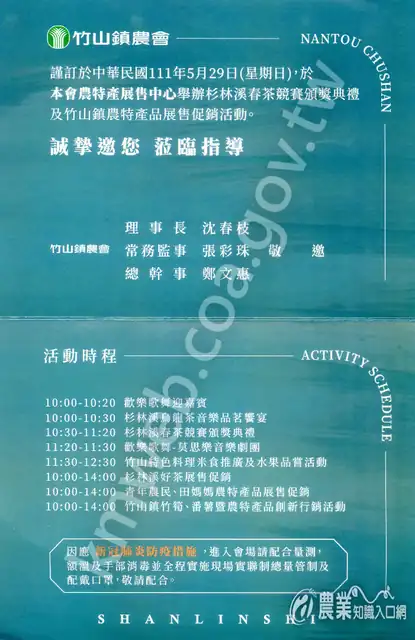 竹山鎮農會
NANTOU CHUSHAN
謹訂於中華民國111年5月29日(星期日),於
本會農特產展售中心舉辦杉林溪春茶競賽頒獎典禮
及竹山鎮農特產品展售促銷活動。
誠摯邀您 蒞臨指導
理事長 沈春枝
竹山鎮農會 常務監事 張彩珠 敬邀
總幹事 鄭文惠
活動時程
ACTIVITY SCHEDULE
10:00-10:20 歡樂歌舞迎嘉賓
10:00-10:30 杉林溪烏龍茶音樂品茗饗宴
10:30-11:20 杉林溪春茶競賽頒獎典禮
11:20-11:30 歡樂歌舞-莫思樂音樂劇團
11:30-12:30 竹山特色料理米食推廣及水果品嘗活動
10:00-14:00 杉林溪好茶展售促銷
10:00-14:00 青年農民、田媽媽農特產品展售促銷
10:00-14:00 竹山鎮竹筍、番薯暨農特產品創新行銷活動
因應 新冠肺炎防疫措施,進入會場請配合量測,
額溫及手部消毒並全程實施現場實聯制總量管制及
配戴口罩,敬請配合。
SHANLINSHI
農業知識入口網
kmweb.coa.gov.tw